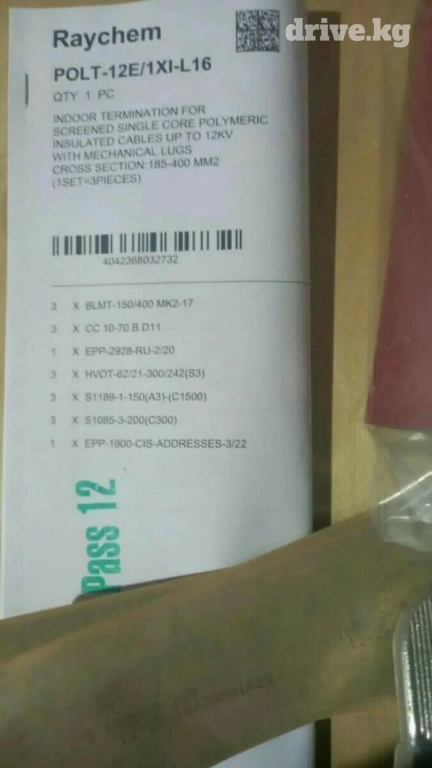 drive.kg
Raychem
POLT-12E/1XI-L16
QTY 1 PC
INDOOR TERMINATION FOR
SCREENED SINGLE CORE POLYMERIC
INSULATED CABLES UP TO 12KV
WITH MECHANICAL LUGS
CROSS SECTION:185-400 MM2
(1SET=3PIECES)
4042368032732
3 X BLMT-150/400 MK2-17
3 X CC 10-70 B D11
1 X EPP-2928-RU-2/20
3 X HVOT-62/21-300/242(S3)
3 X S1189-1-150(A3)-(C1500)
3 X S1085-3-200(C300)
1 X EPP-1900-CIS-ADDRESSES-3/22
Pass 12